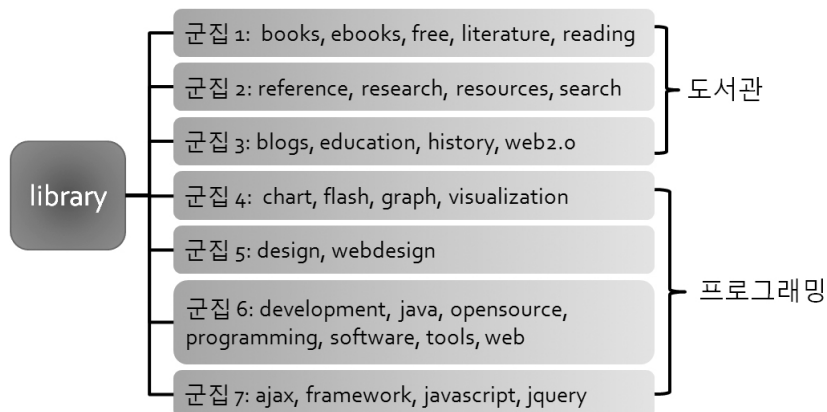 library
군집 1: books, ebooks, free, literature, reading
군집 2: reference, research, resources, search
군집 3: blogs, education, history, web2.0
도서관
군집 4: chart, flash, graph, visualization
군집 5: design, webdesign
군집 6: development, java, opensource,
programming, software, tools, web
군집 7: ajax, framework, javascript, jquery
프로그래밍